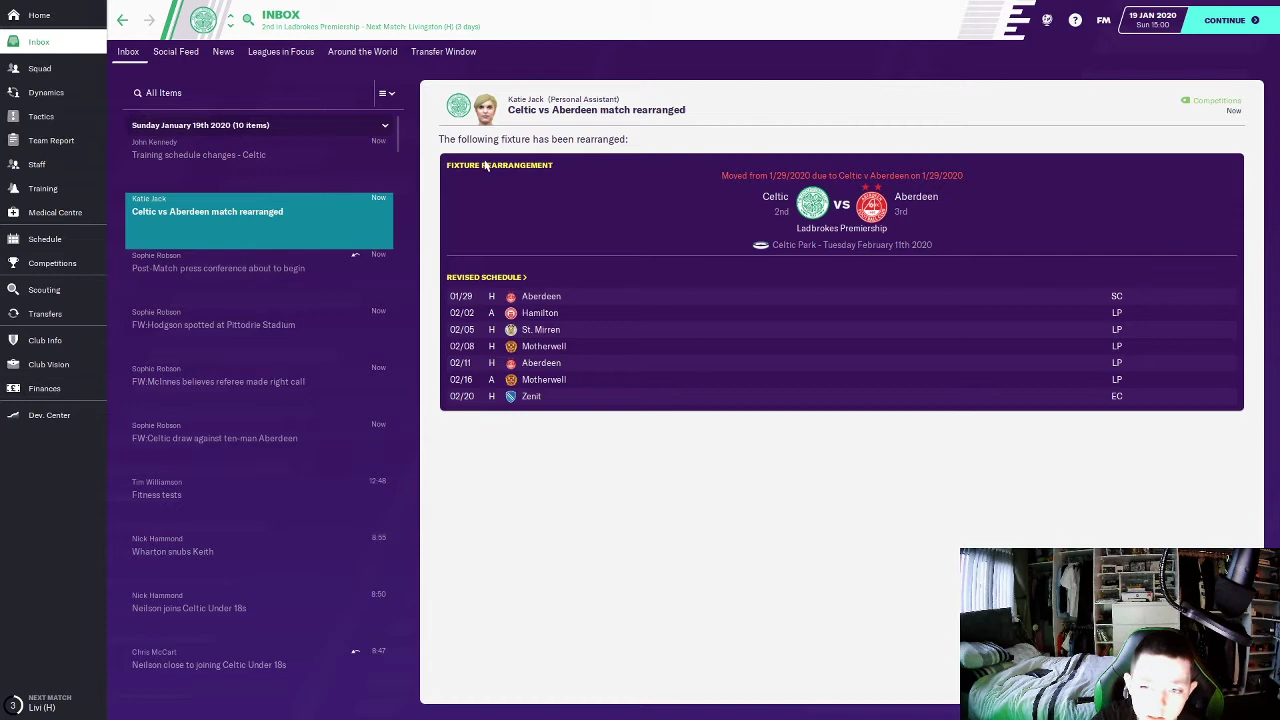 INBOX
2nd in Ladbrokes Premiership - Next Match: Livingston (H) (3 days)
?
FM
19 JAN 2020
Sun 15:00
CONTINUE
Inbox
Social Feed
News
Leagues in Focus
Around the World
Transfer Window
Inbox
Squad
Dynamics
Tactics
Team Report
Staff
Training
Medical Centre
Schedule
Competitions
Scouting
Transfers
Club Info
Club Vision
Finances
Dev. Center
3
NEXT MATCH
Livi (H)
All Items
Sunday January 19th 2020 (10 items)
John Kennedy Now
Training schedule changes - Celtic
Katie Jack Now
Celtic vs Aberdeen match rearranged
Sophie Robson Now
Post-Match press conference about to begin
Sophie Robson Now
FW:Hodgson spotted at Pittodrie Stadium
Sophie Robson Now
FW:McInnes believes referee made right call
Sophie Robson Now
FW:Celtic draw against ten-man Aberdeen
Tim Williamson 12:48
Fitness tests
Nick Hammond 8:55
Wharton snubs Keith
Nick Hammond 8:50
Neilson joins Celtic Under 18s
Chris McCart 8:47
Neilson close to joining Celtic Under 18s
Katie Jack (Personal Assistant)
Celtic vs Aberdeen match rearranged
Competitions
Now
The following fixture has been rearranged:
FIXTURE REARRANGEMENT
Moved from 1/29/2020 due to Celtic v Aberdeen on 1/29/2020
Celtic vs Aberdeen
2nd 3rd
Ladbrokes Premiership
Celtic Park - Tuesday February 11th 2020
REVISED SCHEDULE >
01/29 H Aberdeen SC
02/02 A Hamilton LP
02/05 H St. Mirren LP
02/08 H Motherwell LP
02/11 H Aberdeen LP
02/16 A Motherwell LP
02/20 H Zenit EC